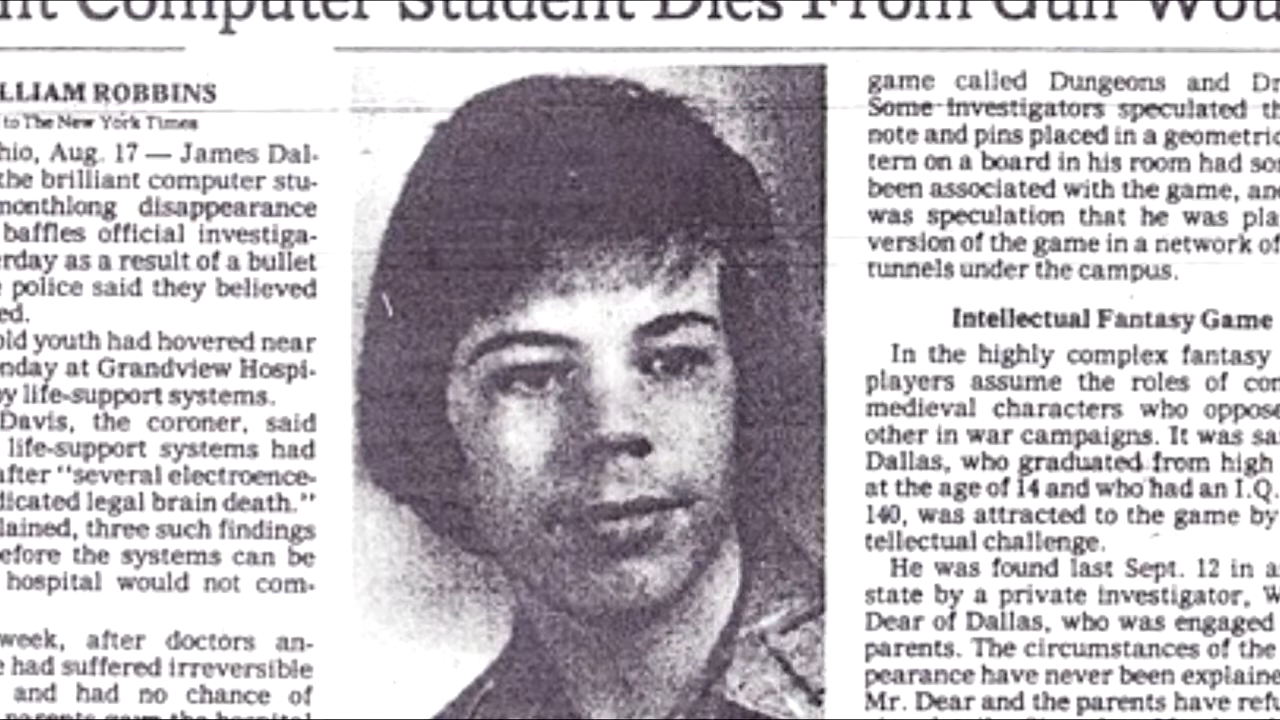 nt Computer Student Dies From Gun Wou
LLIAM ROBBINS
to The New York Times
hio, Aug. 17 — James Dal-
the brilliant computer stu-
monthlong disappearance
baffles official investiga-
erday as a result of a bullet
e police said they believed
ed.
old youth had hovered near
nday at Grandview Hospi-
by life-support systems.
Davis, the coroner, said
life-support systems had
after "several electroence-
dicated legal brain death."
lained, three such findings
efore the systems can be
hospital would not com-
week, after doctors an-
e had suffered irreversible
and had no chance of
parents gave the hospital
game called Dungeons and Dr
Some investigators speculated th
note and pins placed in a geometric
tern on a board in his room had so
been associated with the game, and
was speculation that he was pla
version of the game in a network of
tunnels under the campus.
Intellectual Fantasy Game
In the highly complex fantasy
players assume the roles of con
medieval characters who oppose
other in war campaigns. It was sa
Dallas, who graduated from high
at the age of 14 and who had an I.Q.
140, was attracted to the game by
tellectual challenge.
He was found last Sept. 12 in a
state by a private investigator, W
Dear of Dallas, who was engaged
parents. The circumstances of the
pearance have never been explaine
Mr. Dear and the parents have refu